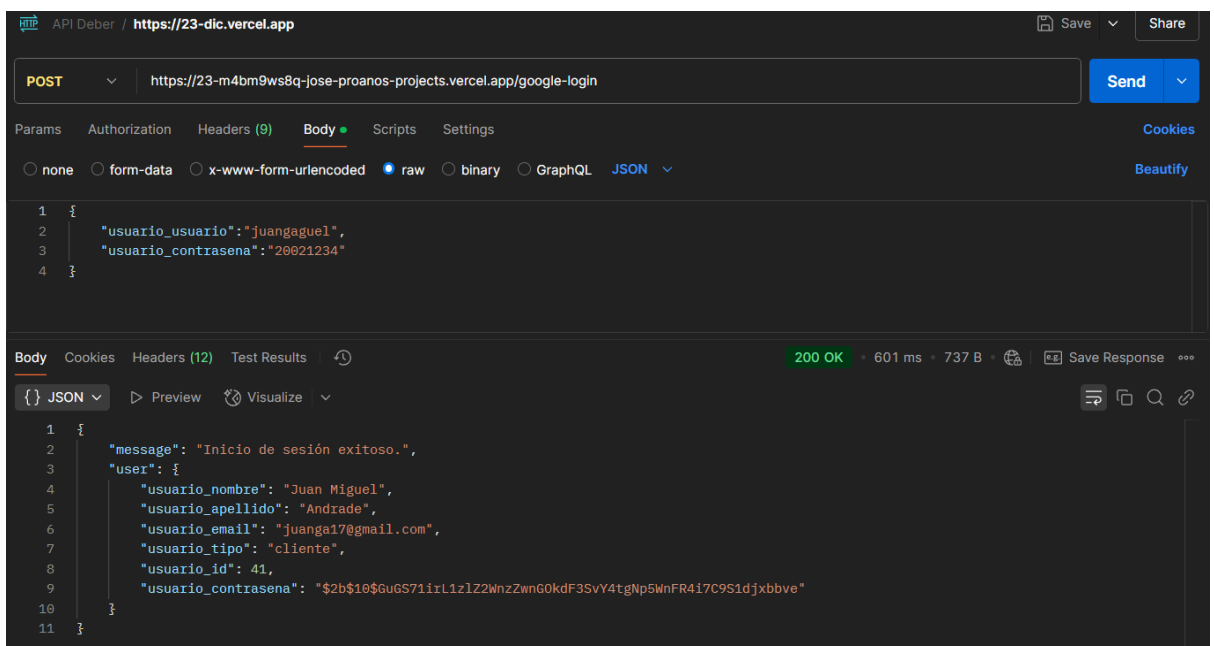 HTTP API Deber / https://23-dic.vercel.app Save Share
POST https://23-m4bm9ws8q-jose-proanos-projects.vercel.app/google-login Send
Params Authorization Headers (9) Body Scripts Settings Cookies
none form-data x-www-form-urlencoded raw binary GraphQL JSON Beautify
1 {
2 "usuario_usuario":"juangaguel",
3 "usuario_contrasena":"20021234"
4 }
Body Cookies Headers (12) Test Results 200 OK • 601 ms • 737 B • e.g. Save Response
{} JSON Preview Visualize
1 {
2 "message": "Inicio de sesión exitoso.",
3 "user": {
4 "usuario_nombre": "Juan Miguel",
5 "usuario_apellido": "Andrade",
6 "usuario_email": "juanga17@gmail.com",
7 "usuario_tipo": "cliente",
8 "usuario_id": 41,
9 "usuario_contrasena": "$2b$10$GuGS71irL1zlZ2WnzZwnGOkdF3SvY4tgNp5WnFR4i7C9S1djxbbve"
10 }
11 }